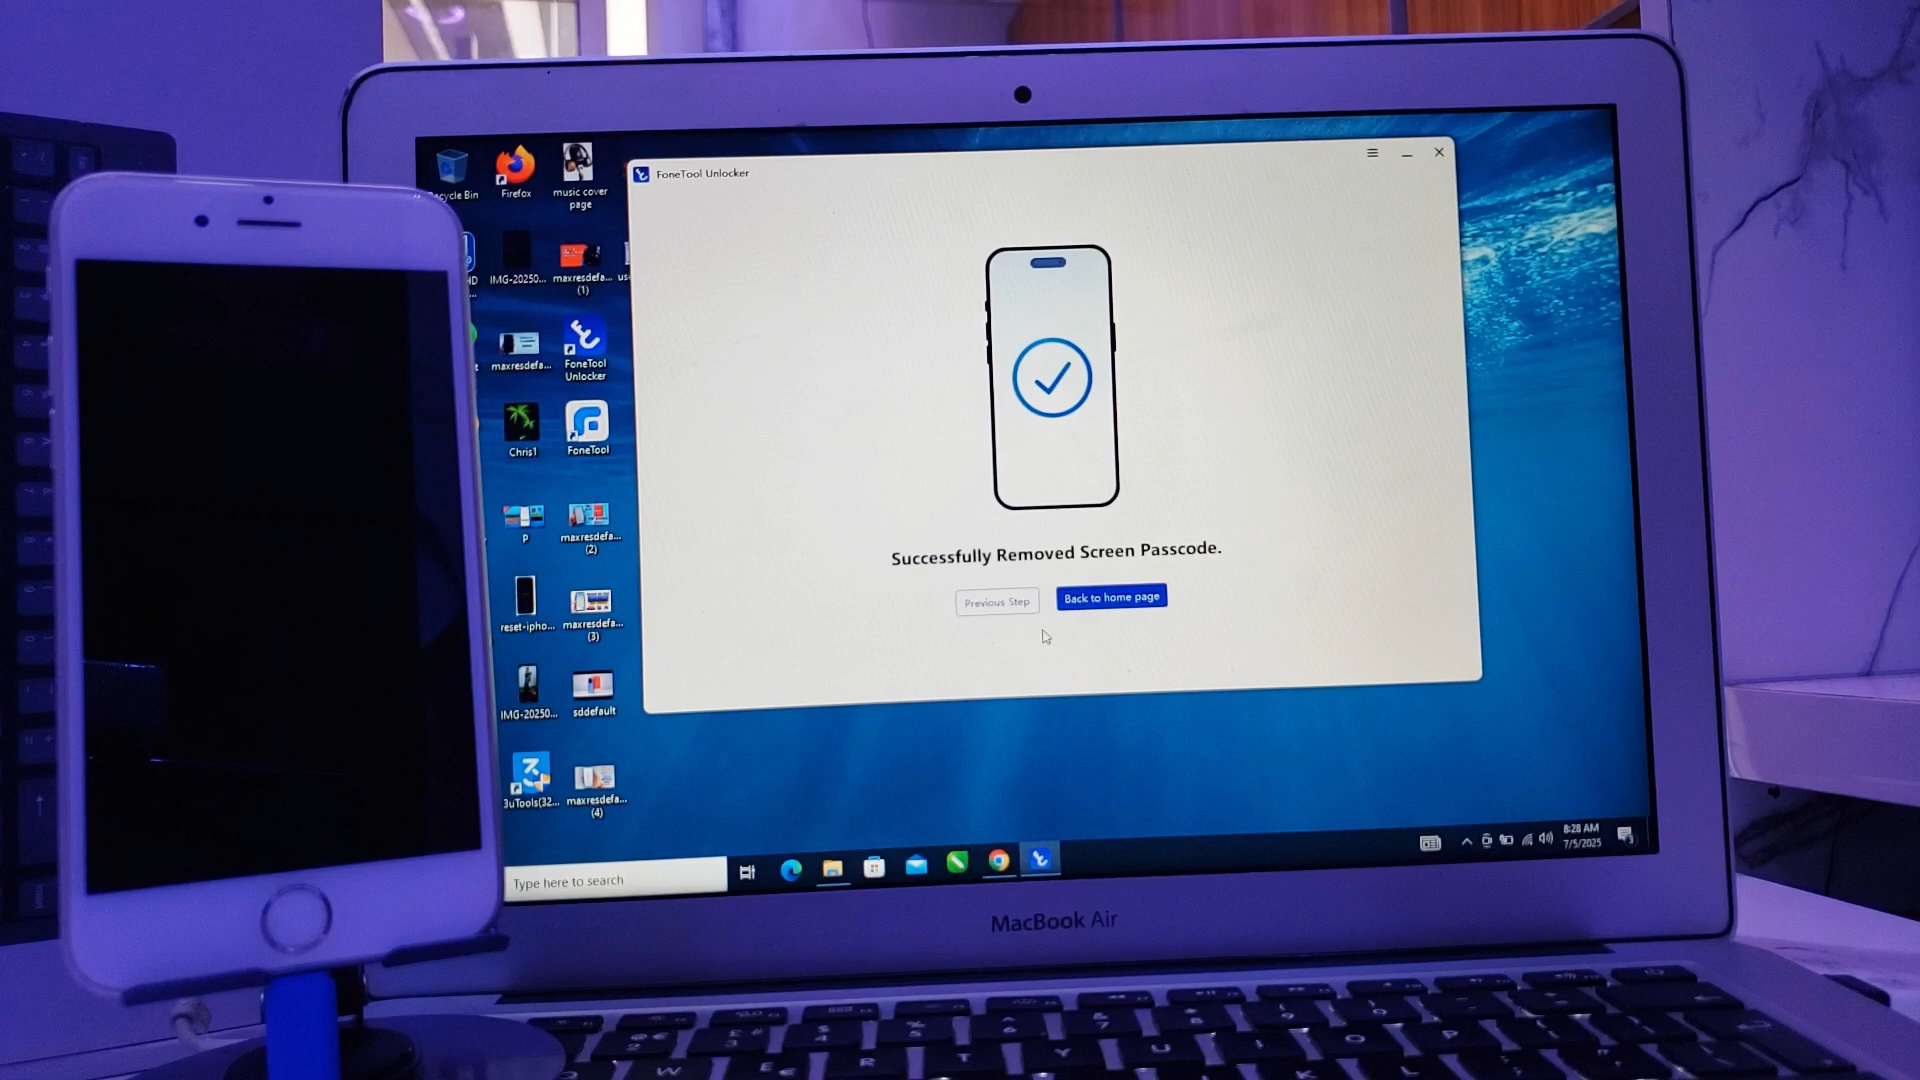 FoneTool Unlocker
Successfully Removed Screen Passcode.
Previous Step
Back to home page
Firefox
music cover
page
IMG-20250...
maxresdefa...
(1)
maxresdefa...
FoneTool
Unlocker
Chris1
FoneTool
p
maxresdefa...
(2)
reset-ipho...
maxresdefa...
(3)
IMG-20250...
sddefault
3uTools(32...
maxresdefa...
(4)
Type here to search
8:28 AM
7/5/2025
MacBook Air